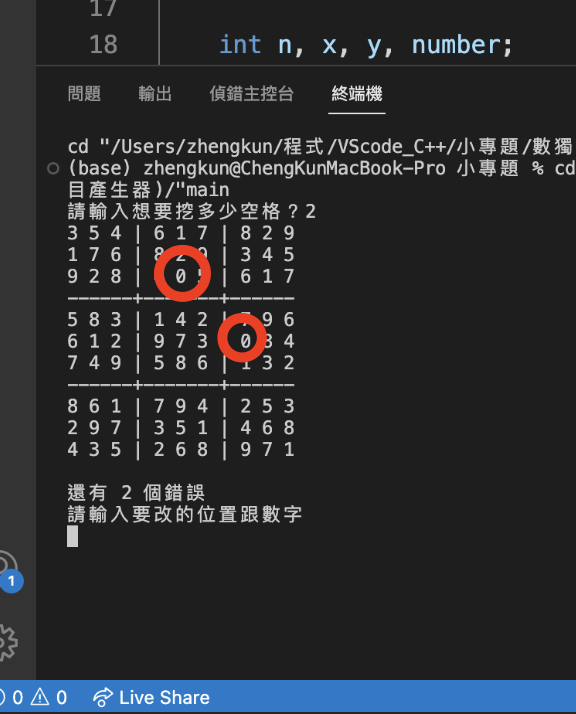 17
18 int n, x, y, number;
問題 輸出 偵錯主控台 終端機
cd "/Users/zhengkun/程式/VScode_C++/小專題/數獨
(base) zhengkun@ChengKunMacBook-Pro 小專題 % cd
目產生器)/"main
請輸入想要挖多少空格？2
3 5 4 | 6 1 7 | 8 2 9
1 7 6 | 8 2 9 | 3 4 5
9 2 8 | 0 5 | 6 1 7
------+-------+------
5 8 3 | 1 4 2 | 7 9 6
6 1 2 | 9 7 3 | 0 8 4
7 4 9 | 5 8 6 | 1 3 2
------+-------+------
8 6 1 | 7 9 4 | 2 5 3
2 9 7 | 3 5 1 | 4 6 8
4 3 5 | 2 6 8 | 9 7 1
還有 2 個錯誤
請輸入要改的位置跟數字
1
0 0 Live Share